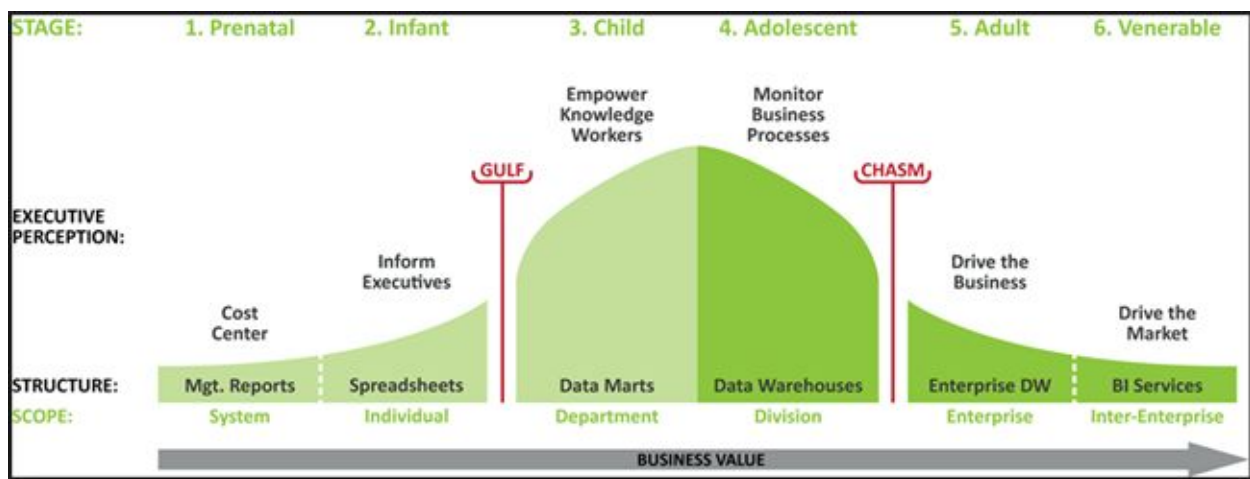 STAGE: 1. Prenatal 2. Infant 3. Child 4. Adolescent 5. Adult 6. Venerable
Empower
Knowledge
Workers
Monitor
Business
Processes
GULF
CHASM
EXECUTIVE
PERCEPTION:
Inform
Executives
Drive the
Business
Cost
Center
Drive the
Market
STRUCTURE: Mgt. Reports Spreadsheets Data Marts Data Warehouses Enterprise DW BI Services
SCOPE: System Individual Department Division Enterprise Inter-Enterprise
BUSINESS VALUE